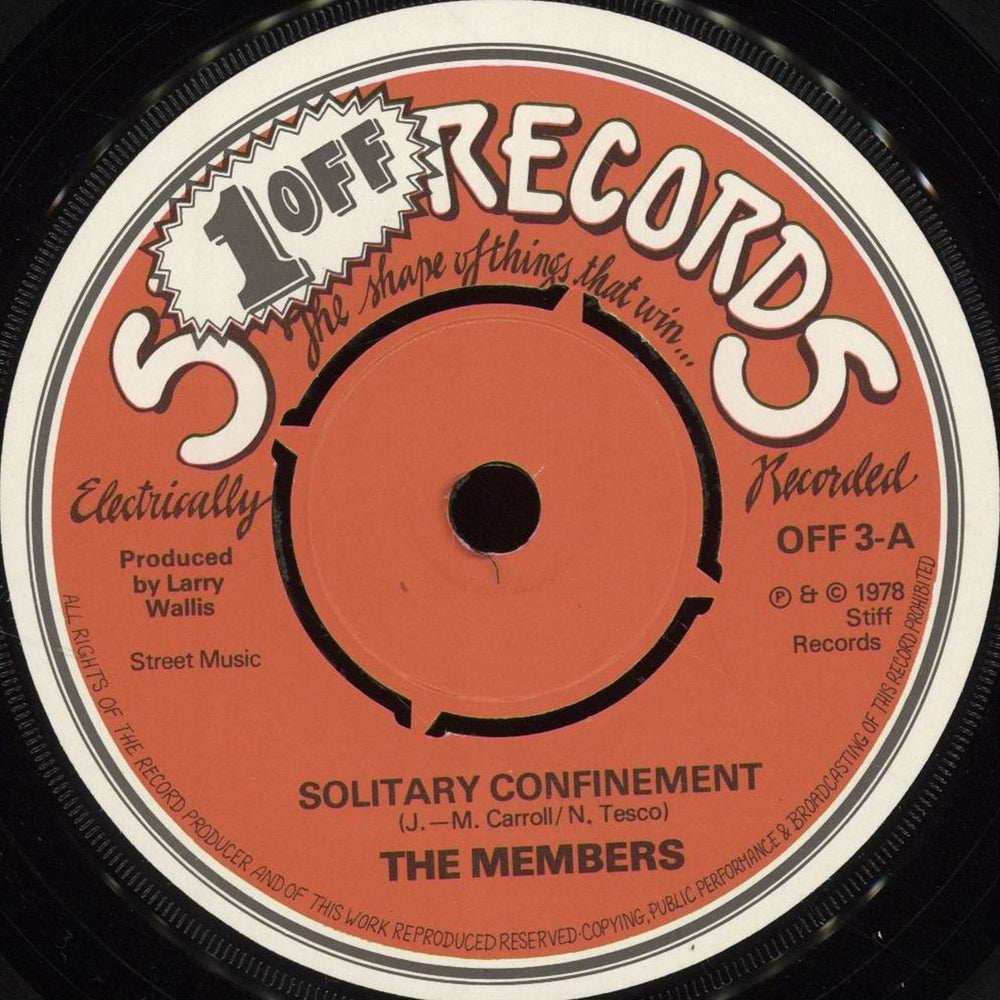 S 1 OFF RECORDS
The shape of things that win...
Electrically Recorded
Produced
by Larry
Wallis
Street Music
OFF 3-A
℗ & © 1978
Stiff
Records
SOLITARY CONFINEMENT
(J.—M. Carroll/N. Tesco)
THE MEMBERS
ALL RIGHTS OF THE RECORD PRODUCER AND OF THIS WORK REPRODUCED RESERVED·COPYING, PUBLIC PERFORMANCE & BROADCASTING OF THIS RECORD PROHIBITED